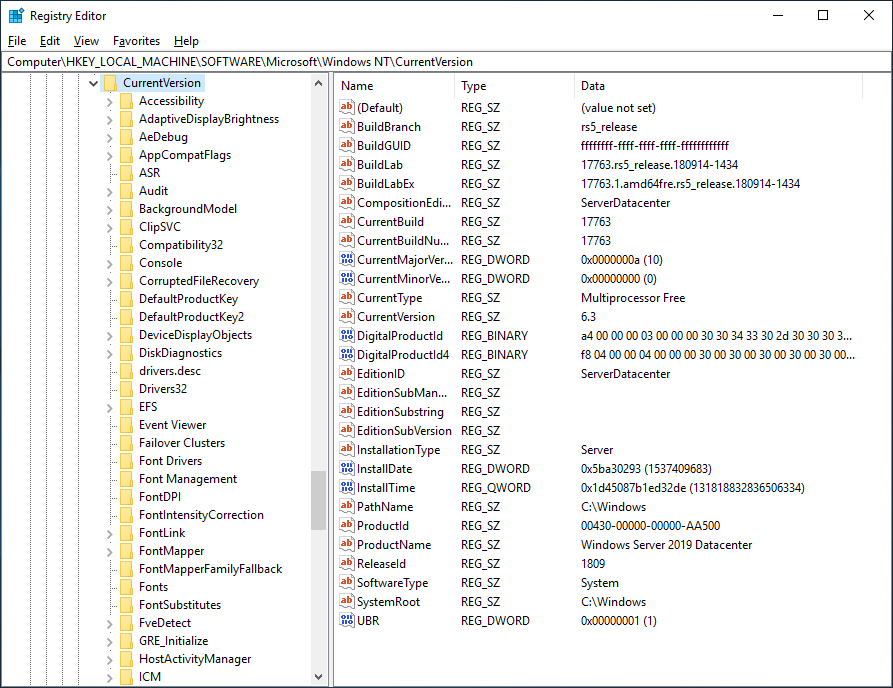 Registry Editor
File Edit View Favorites Help
Computer\HKEY_LOCAL_MACHINE\SOFTWARE\Microsoft\Windows NT\CurrentVersion
CurrentVersion
Accessibility
AdaptiveDisplayBrightness
AeDebug
AppCompatFlags
ASR
Audit
BackgroundModel
ClipSVC
Compatibility32
Console
CorruptedFileRecovery
DefaultProductKey
DefaultProductKey2
DeviceDisplayObjects
DiskDiagnostics
drivers.desc
Drivers32
EFS
Event Viewer
Failover Clusters
Font Drivers
Font Management
FontDPI
FontIntensityCorrection
FontLink
FontMapper
FontMapperFamilyFallback
Fonts
FontSubstitutes
FveDetect
GRE_Initialize
HostActivityManager
ICM
Name Type Data
(Default) REG_SZ (value not set)
BuildBranch REG_SZ rs5_release
BuildGUID REG_SZ ffffffff-ffff-ffff-ffff-ffffffffffff
BuildLab REG_SZ 17763.rs5_release.180914-1434
BuildLabEx REG_SZ 17763.1.amd64fre.rs5_release.180914-1434
CompositionEdi... REG_SZ ServerDatacenter
CurrentBuild REG_SZ 17763
CurrentBuildNu... REG_SZ 17763
CurrentMajorVer... REG_DWORD 0x0000000a (10)
CurrentMinorVe... REG_DWORD 0x00000000 (0)
CurrentType REG_SZ Multiprocessor Free
CurrentVersion REG_SZ 6.3
DigitalProductId REG_BINARY a4 00 00 00 03 00 00 00 30 30 34 33 30 2d 30 30 30 3...
DigitalProductId4 REG_BINARY f8 04 00 00 04 00 00 00 30 00 30 00 30 00 30 00 30 00...
EditionID REG_SZ ServerDatacenter
EditionSubMan... REG_SZ
EditionSubstring REG_SZ
EditionSubVersion REG_SZ
InstallationType REG_SZ Server
InstallDate REG_DWORD 0x5ba30293 (1537409683)
InstallTime REG_QWORD 0x1d45087b1ed32de (131818832836506334)
PathName REG_SZ C:\Windows
ProductId REG_SZ 00430-00000-00000-AA500
ProductName REG_SZ Windows Server 2019 Datacenter
ReleaseId REG_SZ 1809
SoftwareType REG_SZ System
SystemRoot REG_SZ C:\Windows
UBR REG_DWORD 0x00000001 (1)